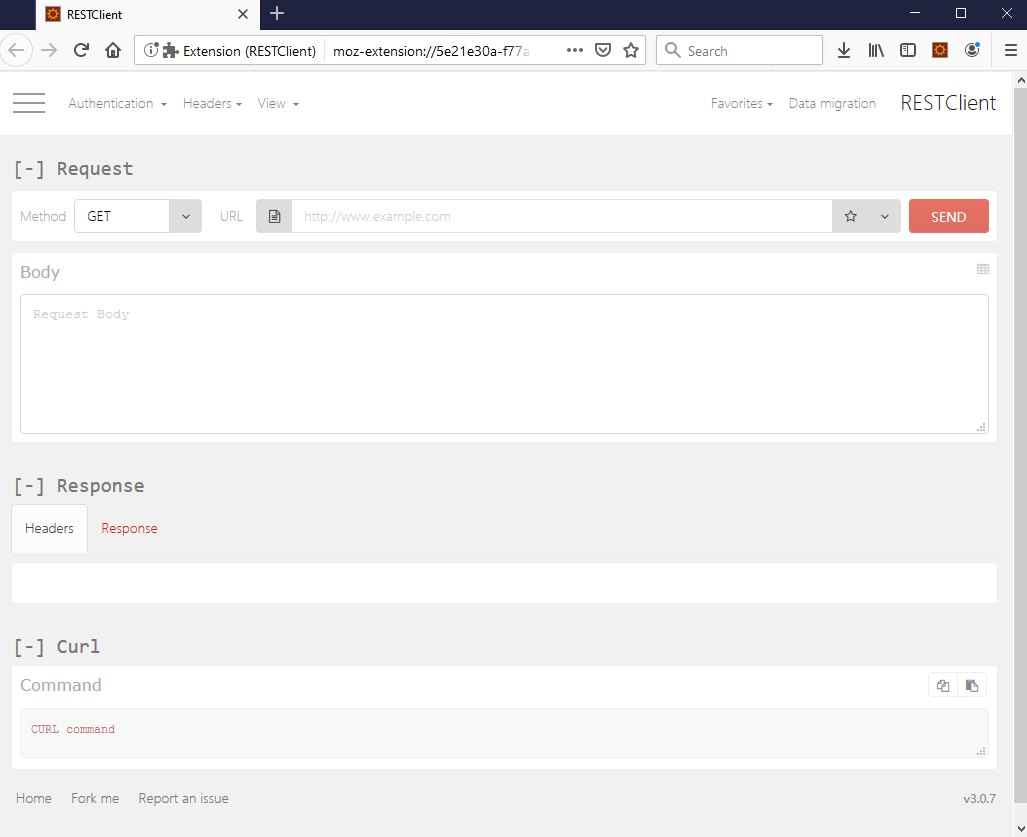 RESTClient
Extension (RESTClient) moz-extension://5e21e30a-f77a Search
Authentication Headers View Favorites Data migration RESTClient
[-] Request
Method GET URL http://www.example.com SEND
Body
Request Body
[-] Response
Headers Response
[-] Curl
Command
CURL command
Home Fork me Report an issue v3.0.7